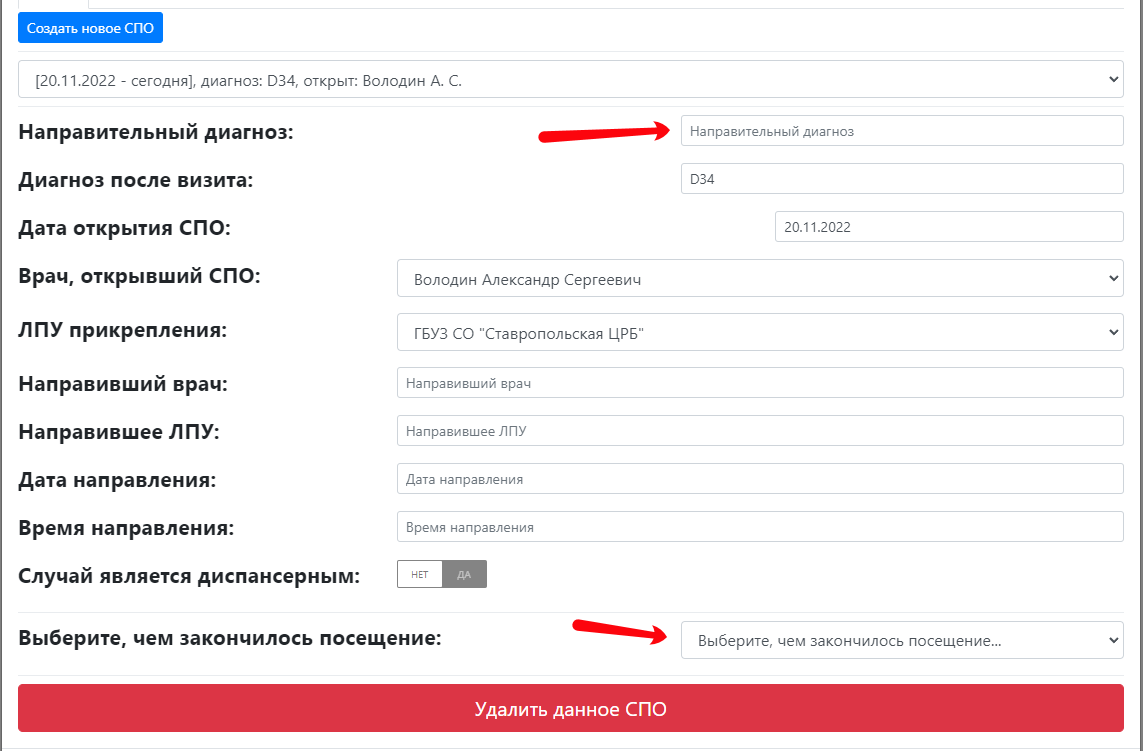 Создать новое СПО
[20.11.2022 - сегодня], диагноз: D34, открыт: Володин А. С.
Направительный диагноз: Направительный диагноз
Диагноз после визита: D34
Дата открытия СПО: 20.11.2022
Врач, открывший СПО: Володин Александр Сергеевич
ЛПУ прикрепления: ГБУЗ СО "Ставропольская ЦРБ"
Направивший врач: Направивший врач
Направившее ЛПУ: Направившее ЛПУ
Дата направления: Дата направления
Время направления: Время направления
Случай является диспансерным: НЕТ ДА
Выберите, чем закончилось посещение: Выберите, чем закончилось посещение...
Удалить данное СПО